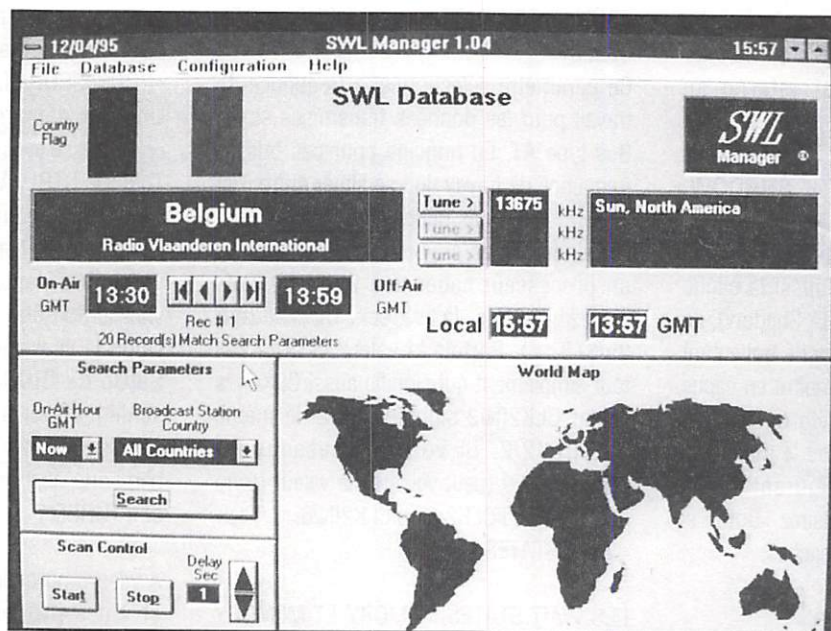 12/04/95 SWL Manager 1.04 15:57
File Database Configuration Help
SWL Database
Country
Flag
SWL
Manager ®
Belgium
Radio Vlaanderen International
Tune > 13675 kHz Sun, North America
Tune > kHz
Tune > kHz
On-Air
GMT
13:30
13:59
Off-Air
GMT
Rec # 1
20 Record(s) Match Search Parameters
Local 15:57 13:57 GMT
Search Parameters
On-Air Hour
GMT
Broadcast Station
Country
Now All Countries
Search
Scan Control
Start Stop
Delay
Sec
1
World Map